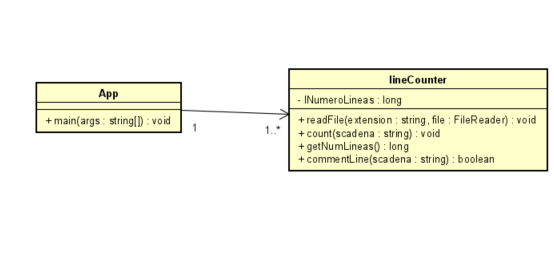 App
+ main(args : string[]) : void
1
1..*
lineCounter
- lNumeroLineas : long
+ readFile(extension : string, file : FileReader) : void
+ count(scadena : string) : void
+ getNumLineas() : long
+ commentLine(scadena : string) : boolean